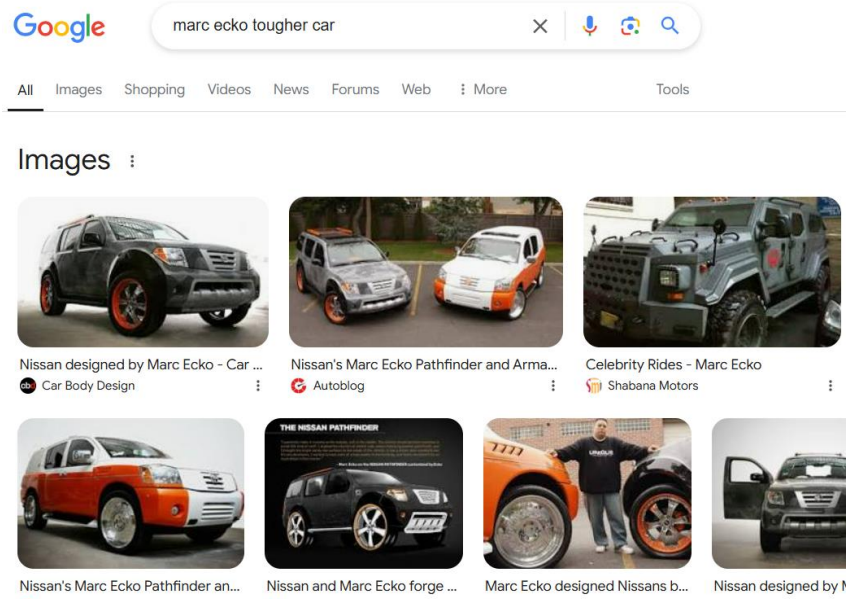 Google
marc ecko tougher car
All Images Shopping Videos News Forums Web More Tools
Images
Nissan designed by Marc Ecko - Car ... Nissan's Marc Ecko Pathfinder and Arma... Celebrity Rides - Marc Ecko
Car Body Design Autoblog Shabana Motors
THE NISSAN PATHFINDER
Nissan's Marc Ecko Pathfinder an... Nissan and Marc Ecko forge ... Marc Ecko designed Nissans b... Nissan designed by M